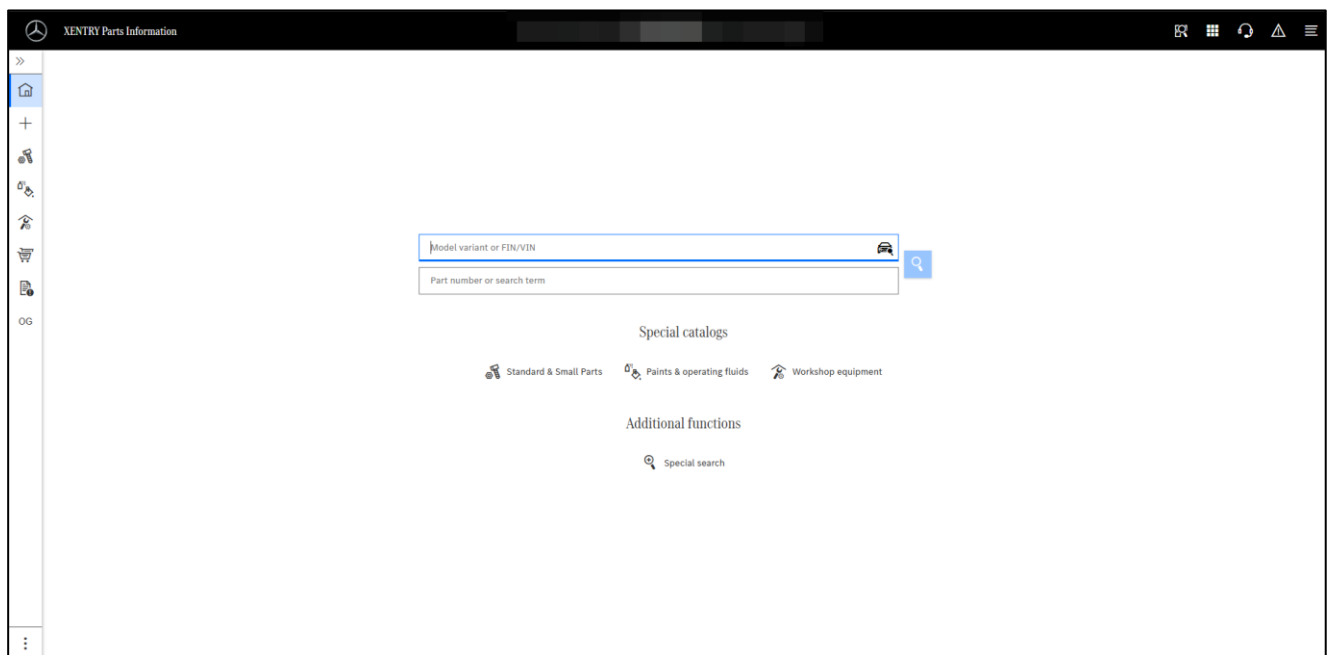 XENTRY Parts Information
OG
Model variant or FIN/VIN
Part number or search term
Special catalogs
Standard & Small Parts Paints & operating fluids Workshop equipment
Additional functions
Special search